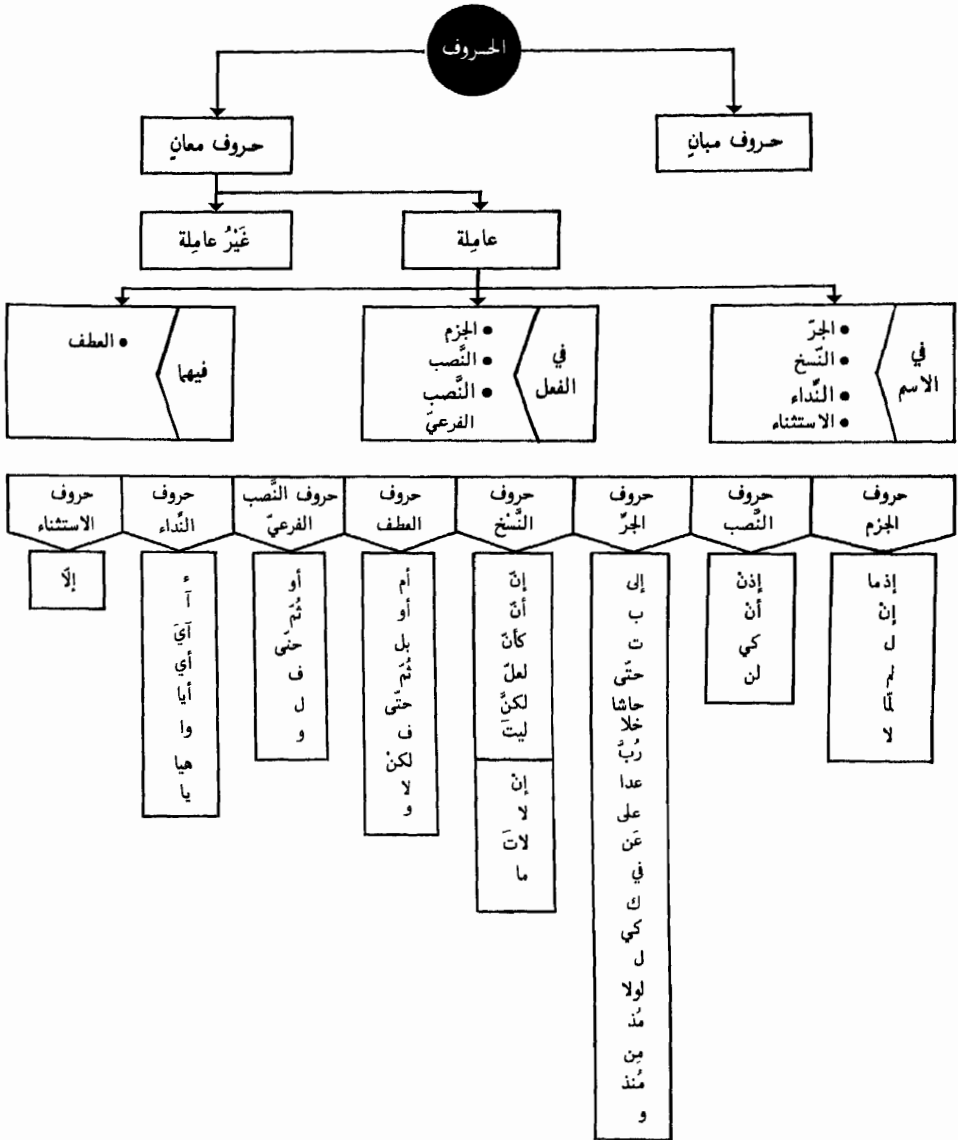 الحروف
حروف مبانٍ
حروف معانٍ
عامِلة
غَيْرُ عامِلة
في
الاسم
• الجرّ
• النّسخ
• النِّداء
• الاستثناء
في
الفعل
• الجزم
• النَّصب
• النَّصب
الفرعيّ
فيهما
• العطف
حروف
الجزم
إذما
إنْ
ل
لم
لمّا
لا
حروف
النَّصب
إذنْ
أنْ
كي
لن
حروف
الجرّ
إلى
ب
ت
حتّى
حاشا
خلا
رُبَّ
عدا
على
عَن
في
ك
كي
ل
لولا
مُذ
مِن
مُنذ
و
حروف
النَّسْخ
إنّ
أنّ
كأنّ
لعلّ
لكنَّ
ليتَ
إنْ
لا
لاتَ
ما
حروف
العطف
أم
أو
بل
ثُمّ
حتّى
ف
لكنْ
لا
و
حروف النَّصب
الفرعيّ
أو
ثُمّ
حتّى
ف
ل
و
حروف
النِّداء
ء
آ
آيْ
أي
أيا
وا
هيا
يا
حروف
الاستثناء
إلّا